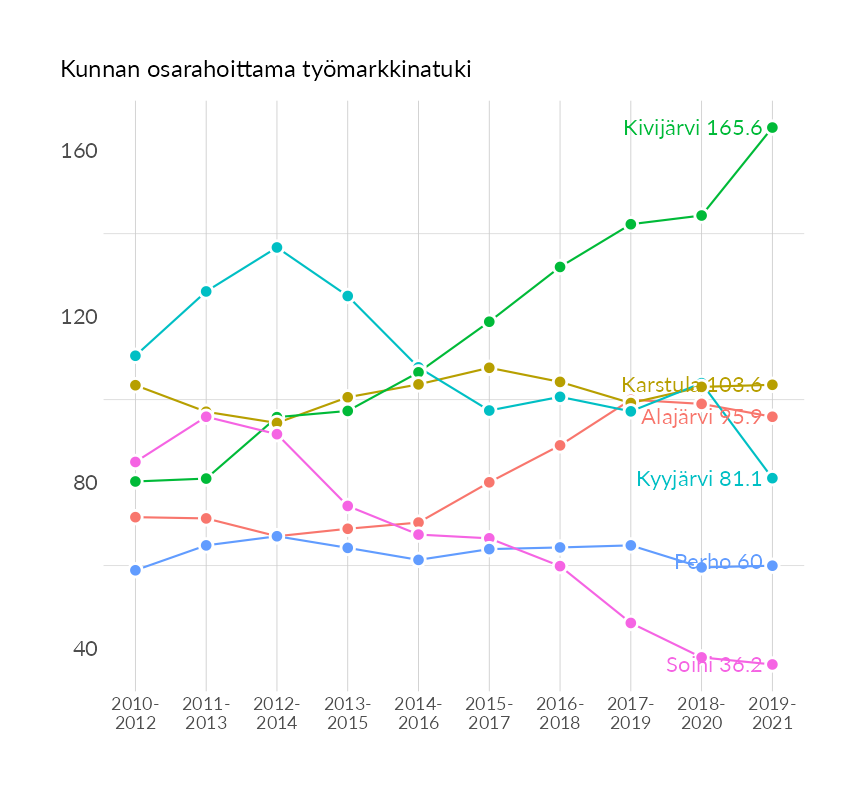 Kunnan osarahoittama työmarkkinatuki
Kivijärvi 165.6
160
120
Karstula 103.6
Alajärvi 95.9
80
Kyyjärvi 81.1
Perho 60
40
Soini 36.2
2010- 2011- 2012- 2013- 2014- 2015- 2016- 2017- 2018- 2019-
2012 2013 2014 2015 2016 2017 2018 2019 2020 2021